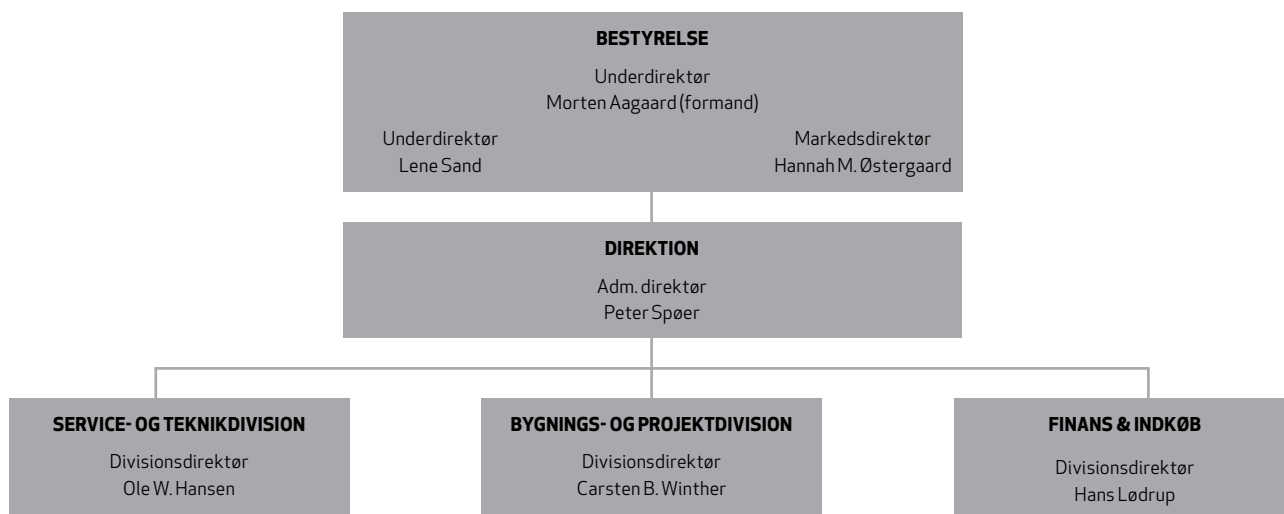 BESTYRELSE
Underdirektør
Morten Aagaard (formand)
Underdirektør
Lene Sand
Markedsdirektør
Hannah M. Østergaard
DIREKTION
Adm. direktør
Peter Spøer
SERVICE- OG TEKNIKDIVISION
Divisionsdirektør
Ole W. Hansen
BYGNINGS- OG PROJEKTDIVISION
Divisionsdirektør
Carsten B. Winther
FINANS & INDKØB
Divisionsdirektør
Hans Lødrup